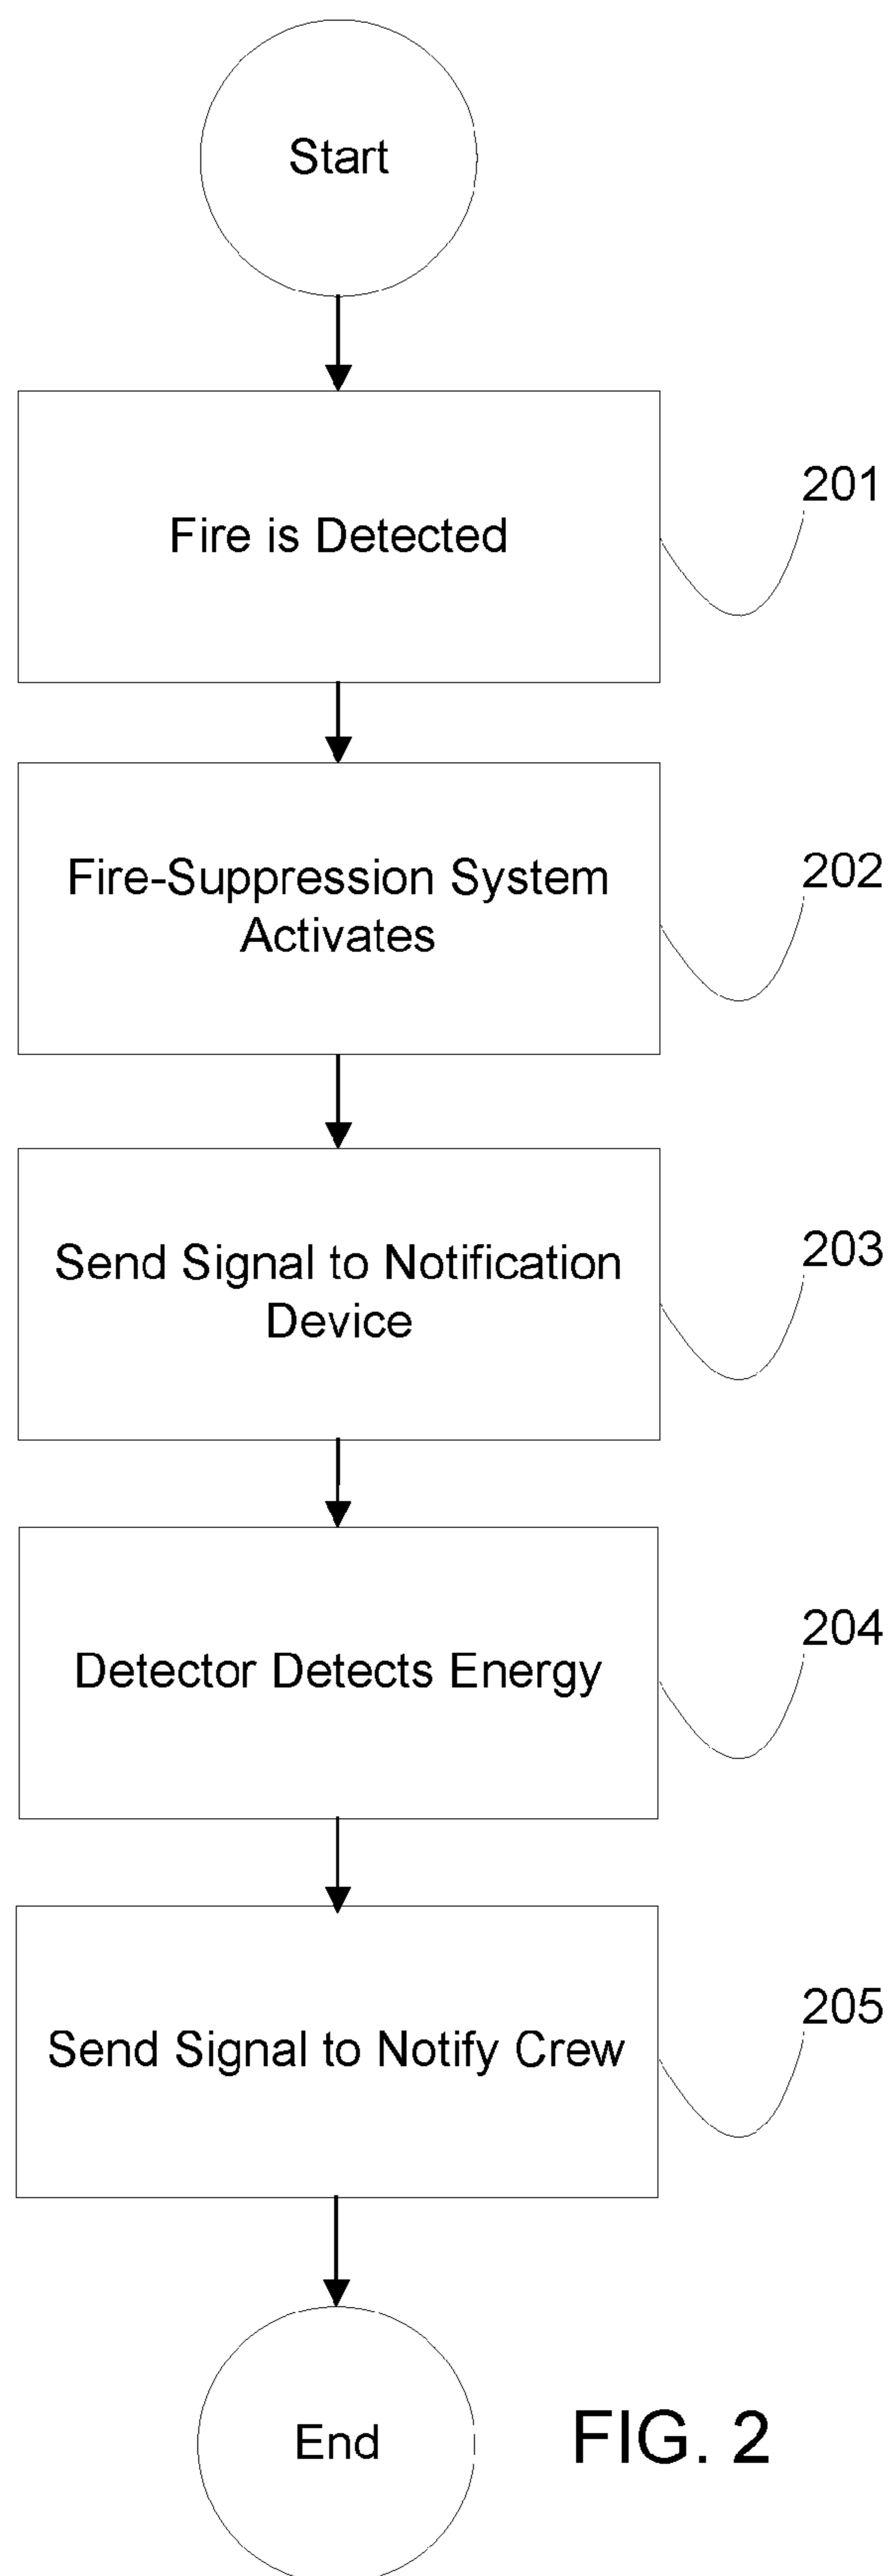 Start
Fire is Detected
201
Fire-Suppression System
Activates
202
Send Signal to Notification
Device
203
Detector Detects Energy
204
Send Signal to Notify Crew
205
End
FIG. 2